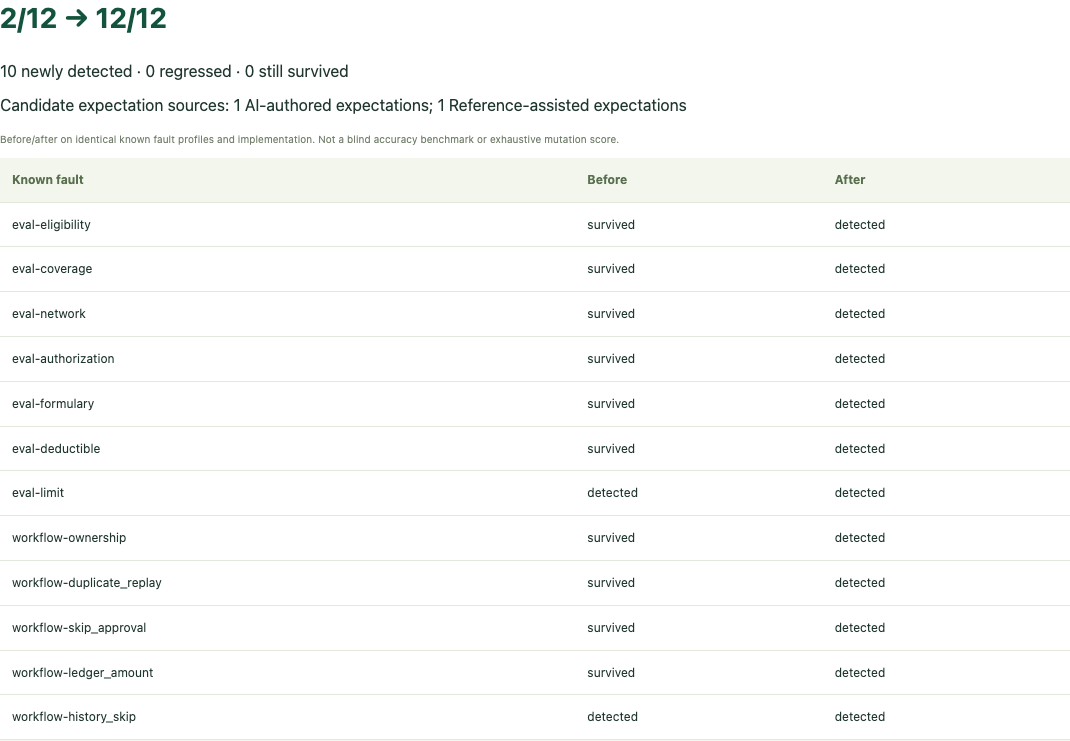 2/12 → 12/12
10 newly detected · 0 regressed · 0 still survived
Candidate expectation sources: 1 AI-authored expectations; 1 Reference-assisted expectations
Before/after on identical known fault profiles and implementation. Not a blind accuracy benchmark or exhaustive mutation score.
Known fault Before After
eval-eligibility survived detected
eval-coverage survived detected
eval-network survived detected
eval-authorization survived detected
eval-formulary survived detected
eval-deductible survived detected
eval-limit detected detected
workflow-ownership survived detected
workflow-duplicate_replay survived detected
workflow-skip_approval survived detected
workflow-ledger_amount survived detected
workflow-history_skip detected detected